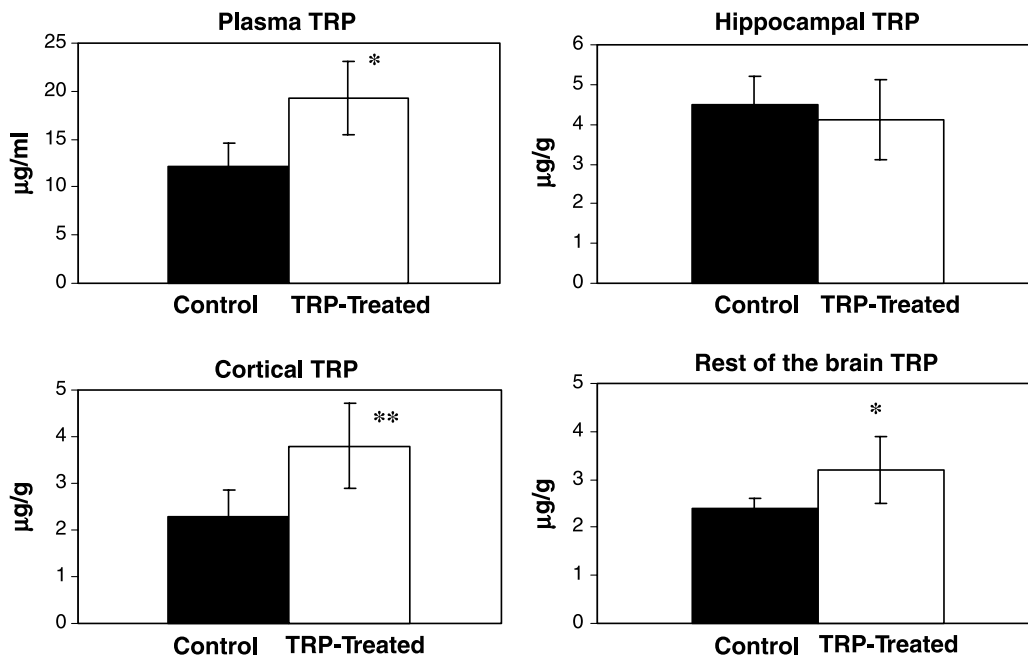 Plasma TRP
µg/ml
25
20
15
10
5
0
*
Control TRP-Treated
Hippocampal TRP
µg/g
6
5
4
3
2
1
0
Control TRP-Treated
Cortical TRP
µg/g
5
4
3
2
1
0
**
Control TRP-Treated
Rest of the brain TRP
µg/g
5
4
3
2
1
0
*
Control TRP-Treated